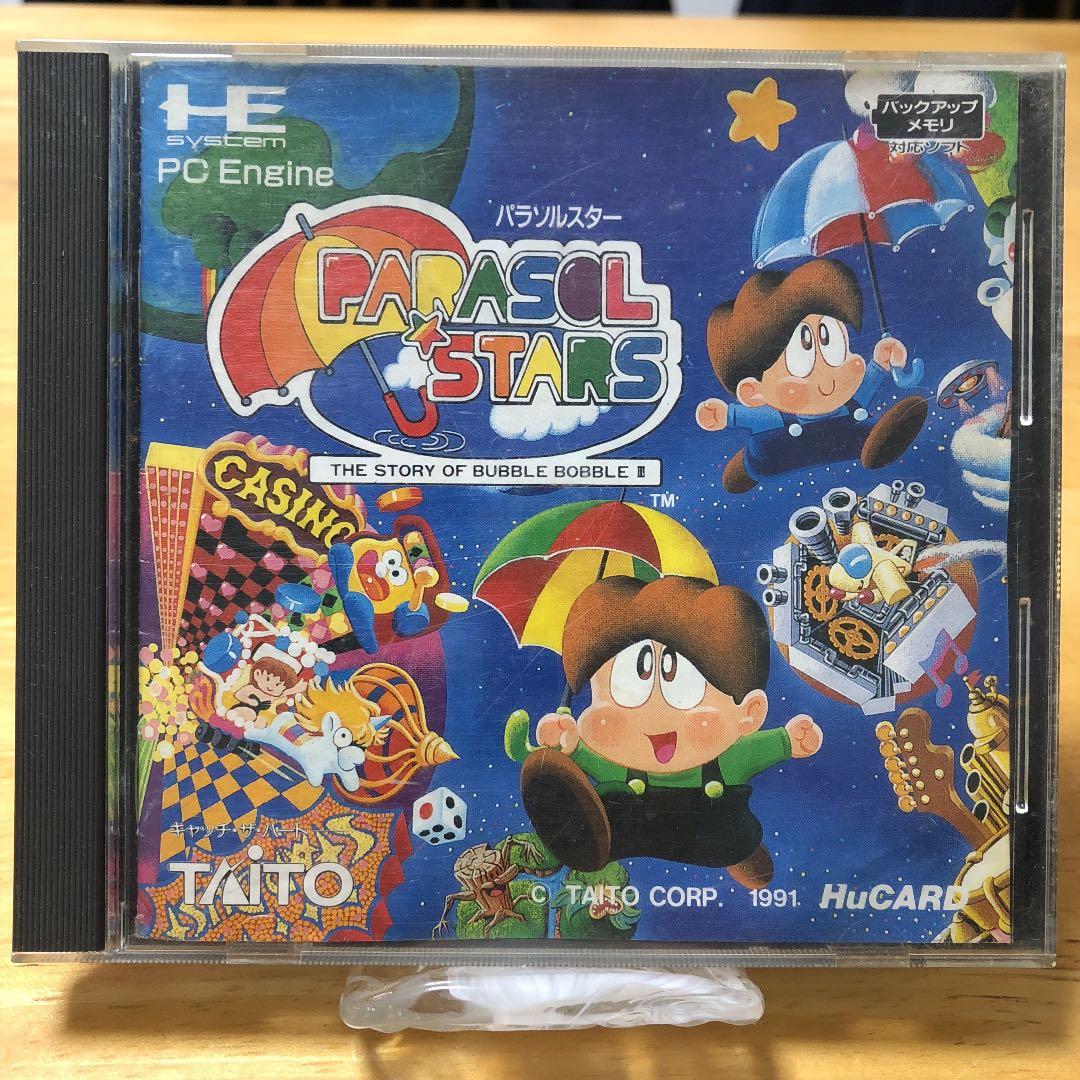 HE
system
PC Engine
バックアップ
メモリ
対応ソフト
パラソルスター
PARASOL
STARS
THE STORY OF BUBBLE BOBBLE III
TM
CASINO
キャッチ・ザ・ハート
TAITO
© TAITO CORP. 1991. HuCARD